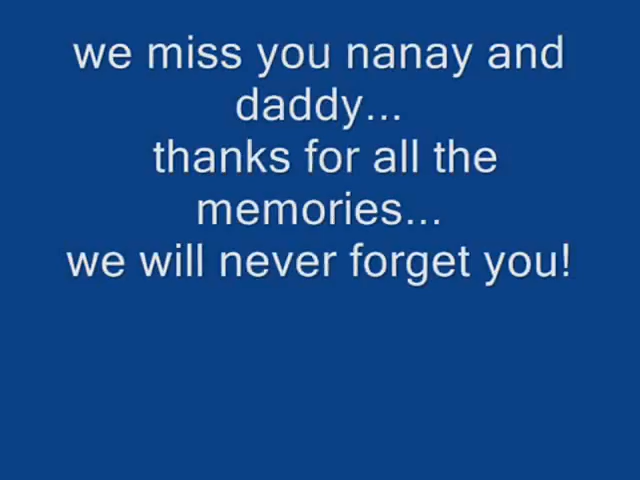 we miss you nanay and
daddy...
thanks for all the
memories...
we will never forget you!